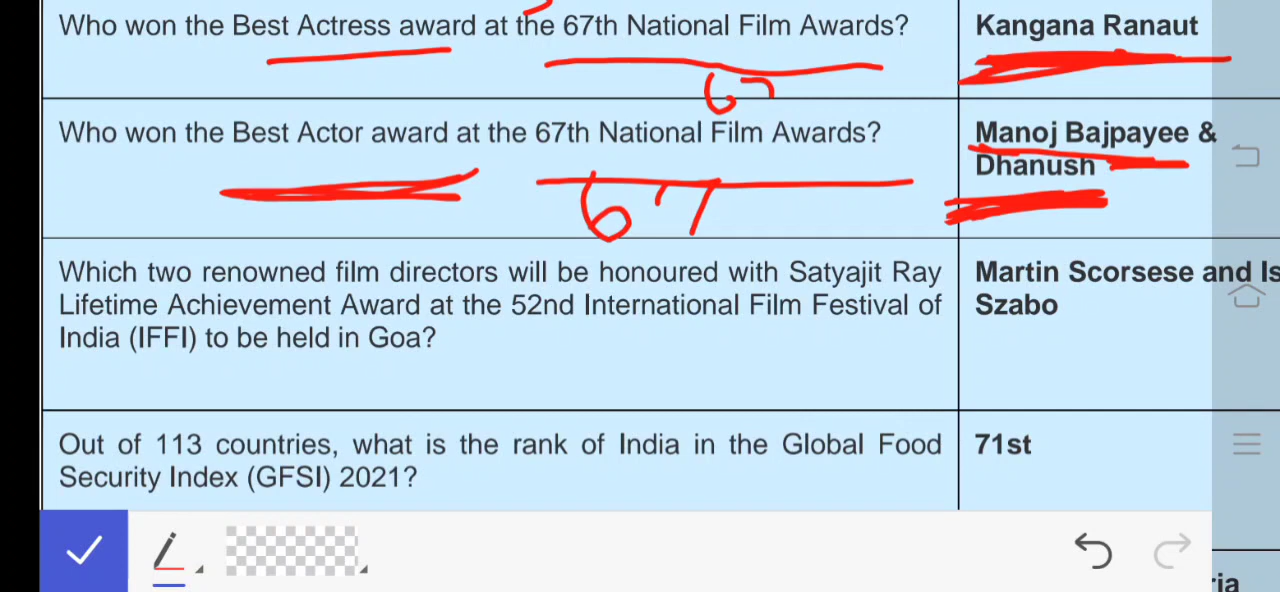 Who won the Best Actress award at the 67th National Film Awards?
Kangana Ranaut
67
Who won the Best Actor award at the 67th National Film Awards?
Manoj Bajpayee &
Dhanush
67
Which two renowned film directors will be honoured with Satyajit Ray
Lifetime Achievement Award at the 52nd International Film Festival of
India (IFFI) to be held in Goa?
Martin Scorsese and Is
Szabo
Out of 113 countries, what is the rank of India in the Global Food
Security Index (GFSI) 2021?
71st